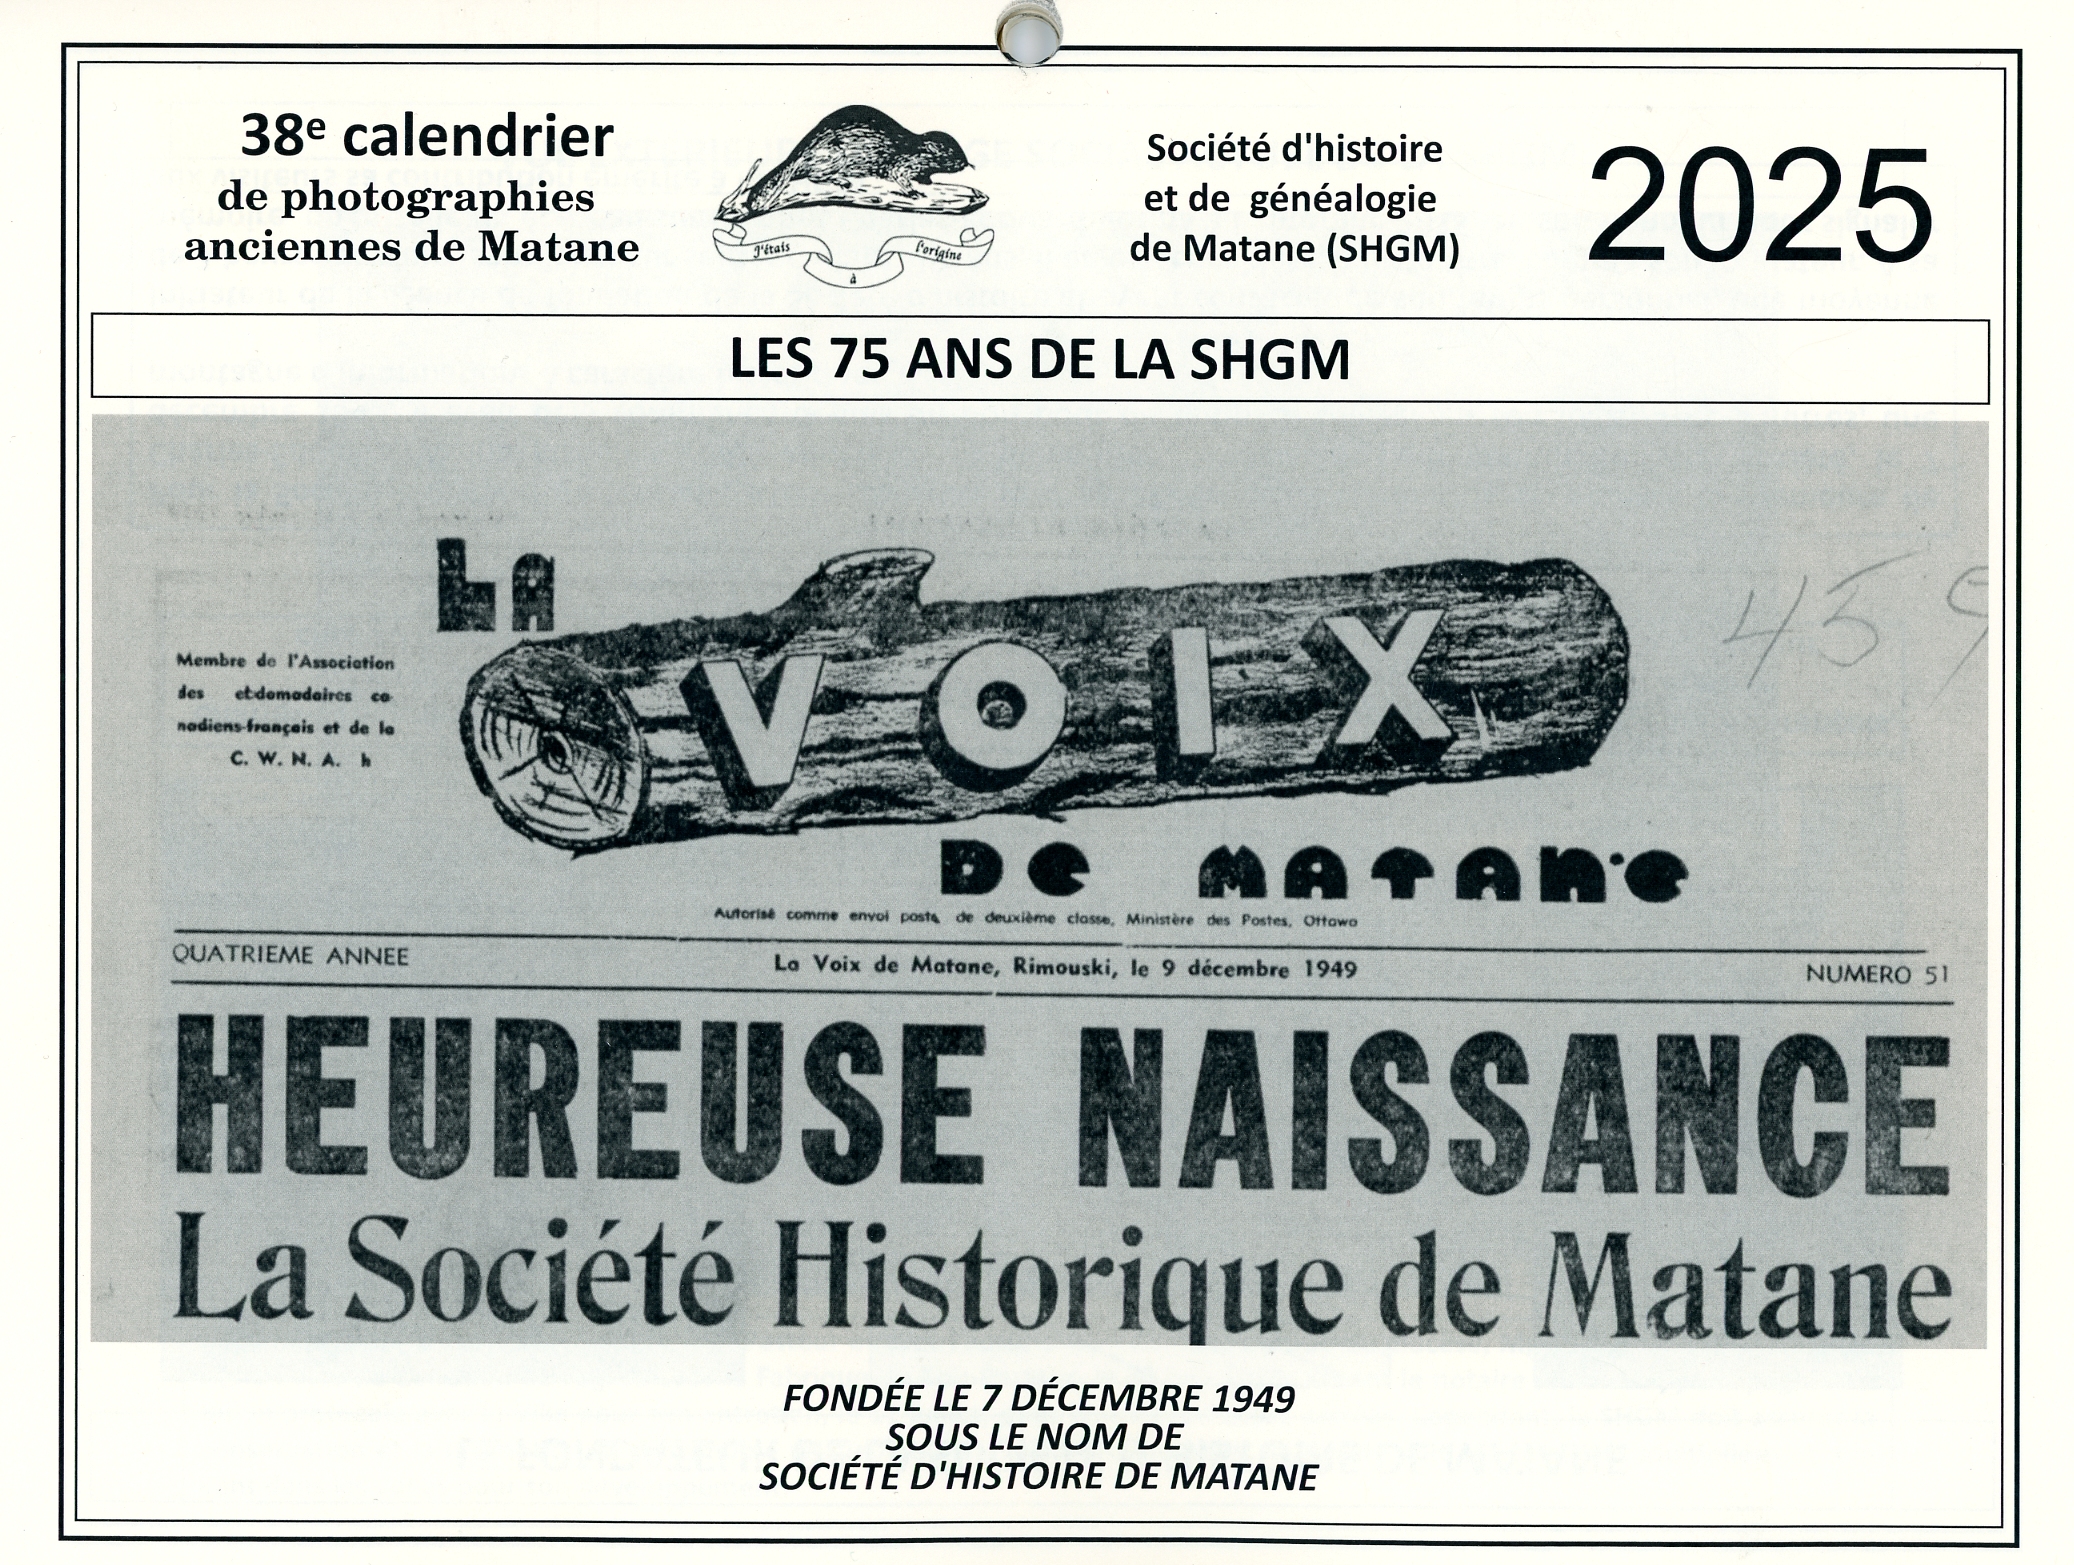 38e calendrier
de photographies
anciennes de Matane
J'étais
à
l'origine
Société d'histoire
et de généalogie
de Matane (SHGM)
2025
LES 75 ANS DE LA SHGM
LA
VOIX
DE MATANE
459
Membre de l'Association
des ebdomadaires ca
nadiens-français et de la
C. W. N. A. h
Autorisé comme envoi poste de deuxième classe, Ministère des Postes, Ottawa
QUATRIEME ANNEE
La Voix de Matane, Rimouski, le 9 décembre 1949
NUMERO 51
HEUREUSE NAISSANCE
La Société Historique de Matane
FONDÉE LE 7 DÉCEMBRE 1949
SOUS LE NOM DE
SOCIÉTÉ D'HISTOIRE DE MATANE